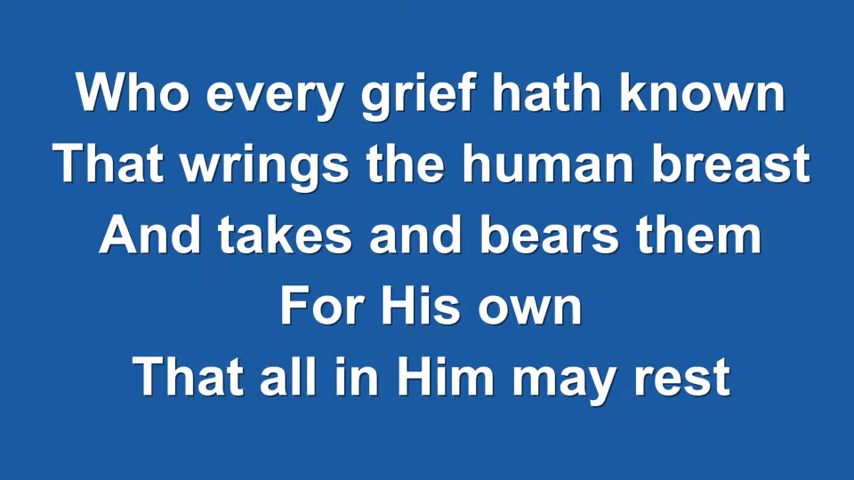 Who every grief hath known
That wrings the human breast
And takes and bears them
For His own
That all in Him may rest